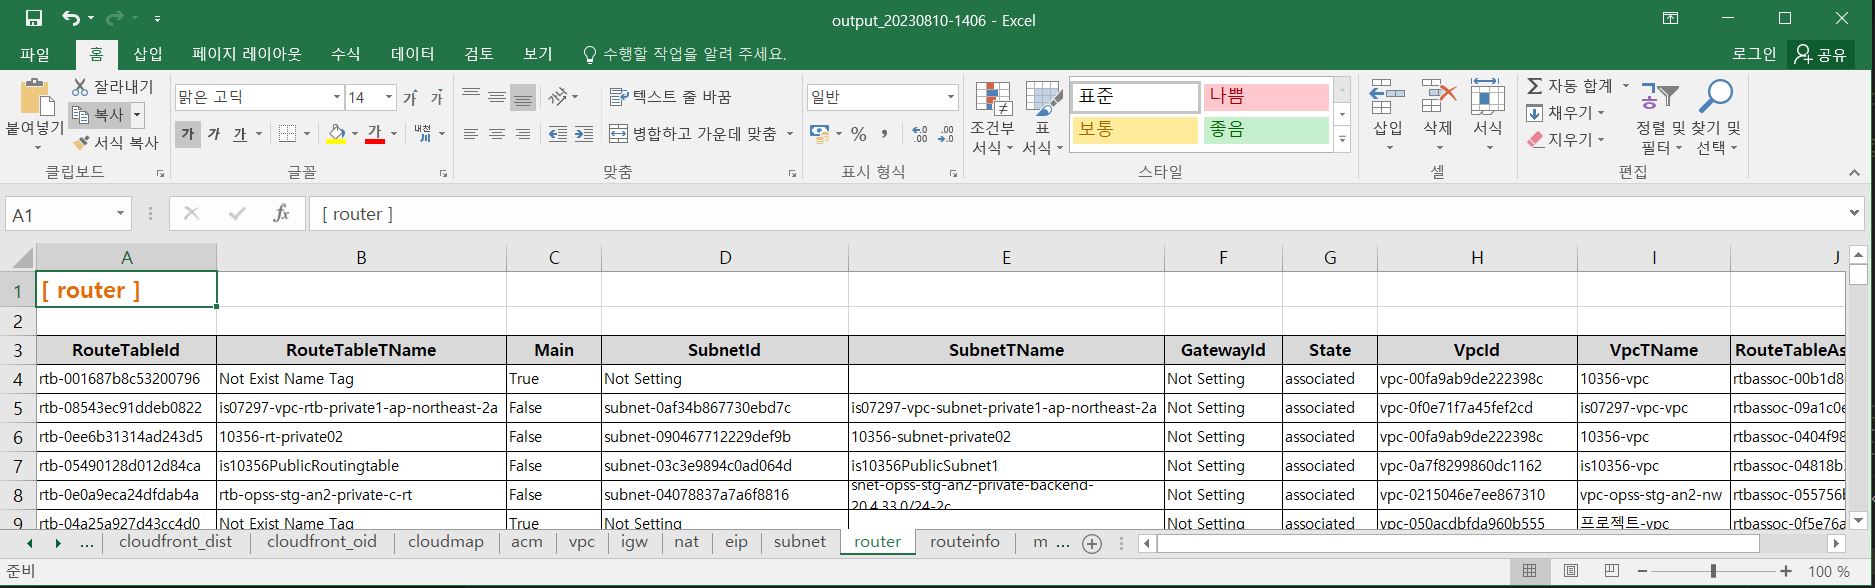 output_20230810-1406 - Excel
파일 홈 삽입 페이지 레이아웃 수식 데이터 검토 보기 수행할 작업을 알려 주세요. 로그인 공유
붙여넣기 잘라내기 복사 서식 복사 클립보드
맑은 고딕 14 가 가 가 가 가 가 내천 글꼴
텍스트 줄 바꿈 병합하고 가운데 맞춤 맞춤
일반 % , 표시 형식
조건부 서식 표 서식 표준 나쁨 보통 좋음 스타일
삽입 삭제 서식 셀
자동 합계 채우기 지우기 정렬 및 필터 찾기 및 선택 편집
A1 fx [ router ]
A B C D E F G H I J
1 [ router ]
2
3 RouteTableId RouteTableTName Main SubnetId SubnetTName GatewayId State VpcId VpcTName RouteTableAs
4 rtb-001687b8c53200796 Not Exist Name Tag True Not Setting Not Setting associated vpc-00fa9ab9de222398c 10356-vpc rtbassoc-00b1d8
5 rtb-08543ec91ddeb0822 is07297-vpc-rtb-private1-ap-northeast-2a False subnet-0af34b867730ebd7c is07297-vpc-subnet-private1-ap-northeast-2a Not Setting associated vpc-0f0e71f7a45fef2cd is07297-vpc-vpc rtbassoc-09a1c0e
6 rtb-0ee6b31314ad243d5 10356-rt-private02 False subnet-090467712229def9b 10356-subnet-private02 Not Setting associated vpc-00fa9ab9de222398c 10356-vpc rtbassoc-0404f98
7 rtb-05490128d012d84ca is10356PublicRoutingtable False subnet-03c3e9894c0ad064d is10356PublicSubnet1 Not Setting associated vpc-0a7f8299860dc1162 is10356-vpc rtbassoc-04818b
8 rtb-0e0a9eca24dfdab4a rtb-opss-stg-an2-private-c-rt False subnet-04078837a7a6f8816 snet-opss-stg-an2-private-backend-20.4.33.0/24-2c Not Setting associated vpc-0215046e7ee867310 vpc-opss-stg-an2-nw rtbassoc-055756b
9 rtb-04a25a927d43cc4d0 Not Exist Name Tag True Not Setting Not Setting associated vpc-050acdbfda960b555 프로젝트-vpc rtbassoc-0f5e76a
... cloudfront_dist cloudfront_oid cloudmap acm vpc igw nat eip subnet router routeinfo m ...
준비 100 %